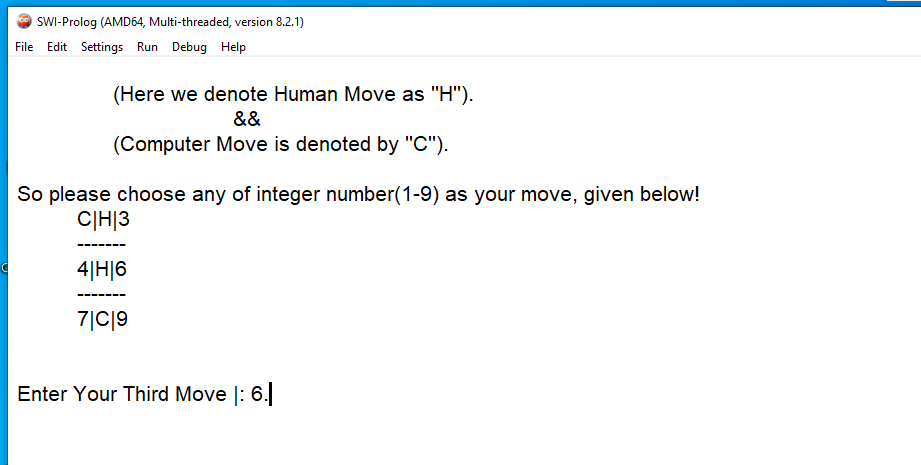 SWI-Prolog (AMD64, Multi-threaded, version 8.2.1)
File Edit Settings Run Debug Help
(Here we denote Human Move as "H").
&&
(Computer Move is denoted by "C").
So please choose any of integer number(1-9) as your move, given below!
C|H|3
-------
4|H|6
-------
7|C|9
Enter Your Third Move |: 6.